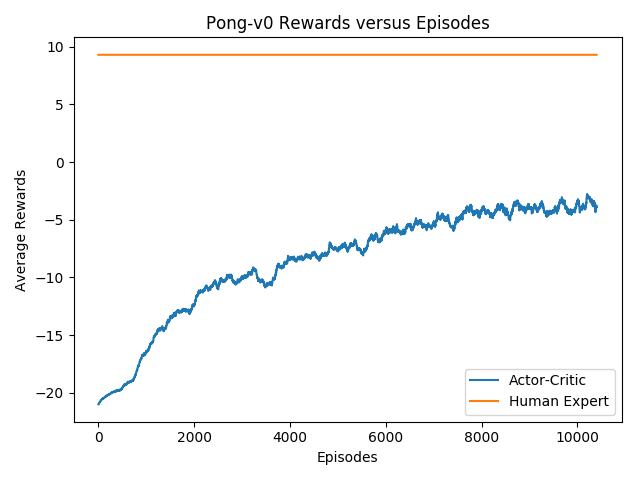 Pong-v0 Rewards versus Episodes
10
5
0
−5
−10
−15
−20
Average Rewards
0 2000 4000 6000 8000 10000
Episodes
Actor-Critic
Human Expert